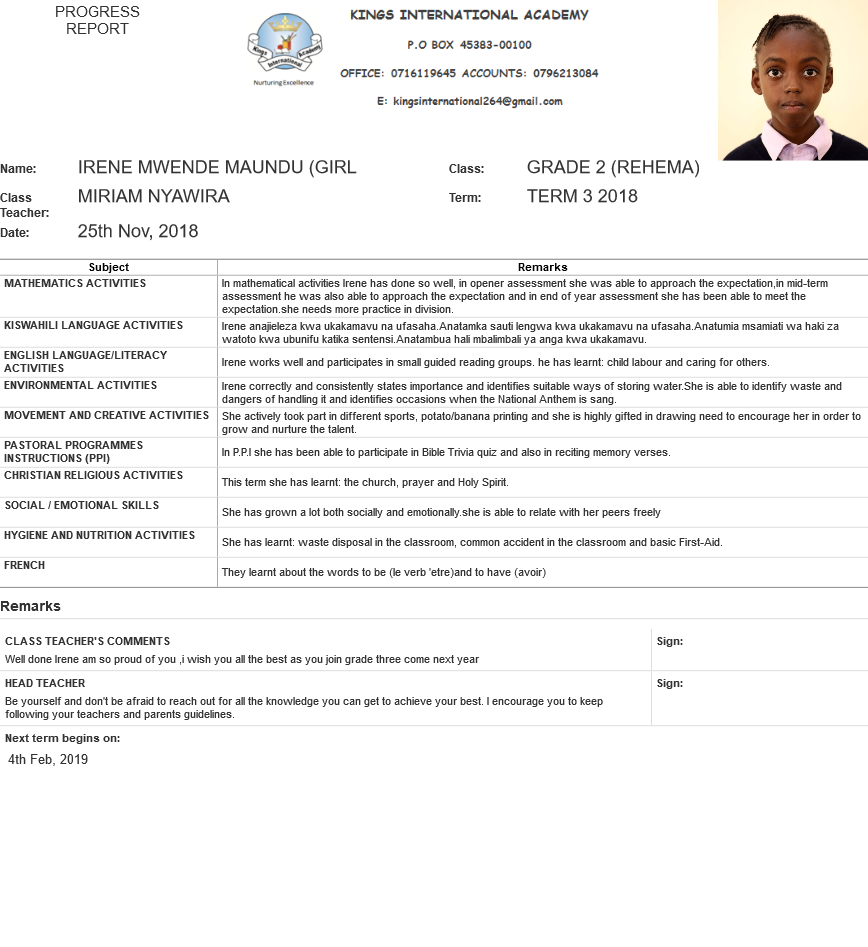 PROGRESS
REPORT
KINGS INTERNATIONAL ACADEMY
P.O BOX 45383-00100
OFFICE: 0716119645 ACCOUNTS: 0796213084
E: kingsinternational264@gmail.com
Kings International Academy
Nurturing Excellence
Name: IRENE MWENDE MAUNDU (GIRL Class: GRADE 2 (REHEMA)
Class Teacher: MIRIAM NYAWIRA Term: TERM 3 2018
Date: 25th Nov, 2018
Subject Remarks
MATHEMATICS ACTIVITIES In mathematical activities Irene has done so well, in opener assessment she was able to approach the expectation,in mid-term
assessment he was also able to approach the expectation and in end of year assessment she has been able to meet the
expectation.she needs more practice in division.
KISWAHILI LANGUAGE ACTIVITIES Irene anajieleza kwa ukakamavu na ufasaha.Anatamka sauti lengwa kwa ukakamavu na ufasaha.Anatumia msamiati wa haki za
watoto kwa ubunifu katika sentensi.Anatambua hali mbalimbali ya anga kwa ukakamavu.
ENGLISH LANGUAGE/LITERACY
ACTIVITIES
Irene works well and participates in small guided reading groups. he has learnt: child labour and caring for others.
ENVIRONMENTAL ACTIVITIES Irene correctly and consistently states importance and identifies suitable ways of storing water.She is able to identify waste and
dangers of handling it and identifies occasions when the National Anthem is sang.
MOVEMENT AND CREATIVE ACTIVITIES She actively took part in different sports, potato/banana printing and she is highly gifted in drawing need to encourage her in order to
grow and nurture the talent.
PASTORAL PROGRAMMES
INSTRUCTIONS (PPI)
In P.P.I she has been able to participate in Bible Trivia quiz and also in reciting memory verses.
CHRISTIAN RELIGIOUS ACTIVITIES
This term she has learnt: the church, prayer and Holy Spirit.
SOCIAL / EMOTIONAL SKILLS
She has grown a lot both socially and emotionally.she is able to relate with her peers freely
HYGIENE AND NUTRITION ACTIVITIES
She has learnt: waste disposal in the classroom, common accident in the classroom and basic First-Aid.
FRENCH
They learnt about the words to be (le verb 'etre)and to have (avoir)
Remarks
CLASS TEACHER'S COMMENTS Sign:
Well done Irene am so proud of you ,i wish you all the best as you join grade three come next year
HEAD TEACHER Sign:
Be yourself and don't be afraid to reach out for all the knowledge you can get to achieve your best. I encourage you to keep
following your teachers and parents guidelines.
Next term begins on:
4th Feb, 2019